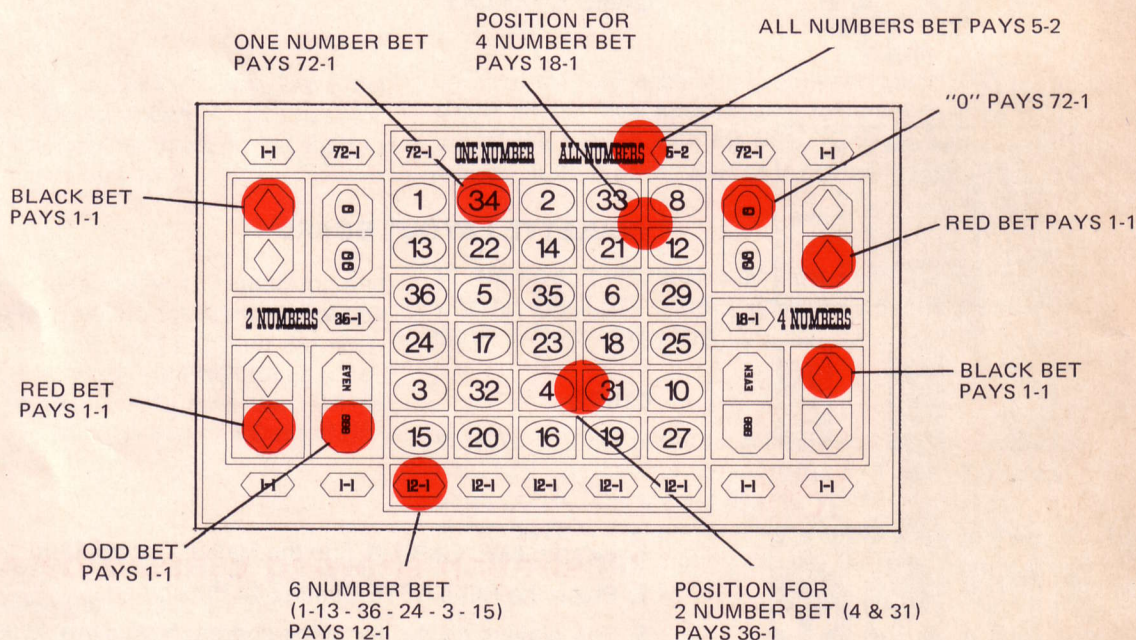 ONE NUMBER BET
PAYS 72-1
POSITION FOR
4 NUMBER BET
PAYS 18-1
ALL NUMBERS BET PAYS 5-2
"0" PAYS 72-1
1-1 72-1 72-1 ONE NUMBER ALL NUMBERS 5-2 72-1 1-1
BLACK BET
PAYS 1-1
0 1 34 2 33 8 0
RED BET PAYS 1-1
00 13 22 14 21 12 00
36 5 35 6 29
2 NUMBERS 36-1 18-1 4 NUMBERS
24 17 23 18 25
RED BET
PAYS 1-1
EVEN 3 32 4 31 10 EVEN
BLACK BET
PAYS 1-1
ODD 15 20 16 19 27 ODD
1-1 1-1 12-1 12-1 12-1 12-1 12-1 1-1 1-1
ODD BET
PAYS 1-1
6 NUMBER BET
(1-13 - 36 - 24 - 3 - 15)
PAYS 12-1
POSITION FOR
2 NUMBER BET (4 & 31)
PAYS 36-1